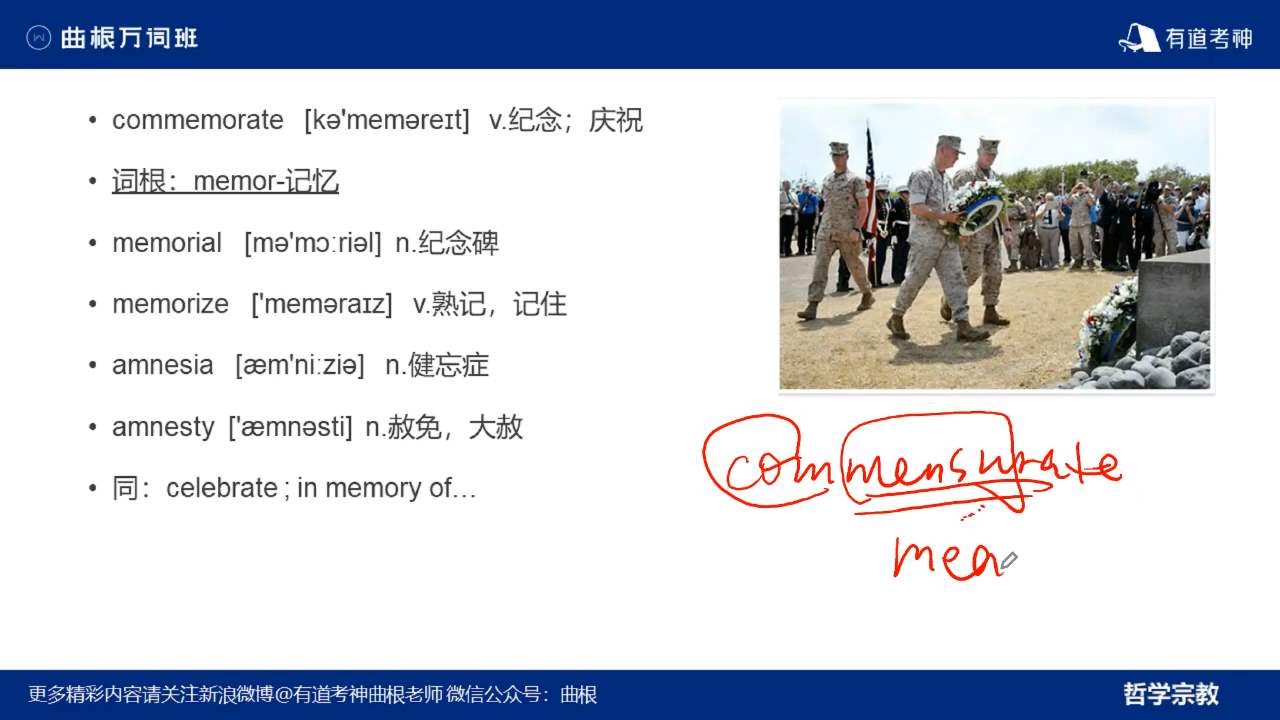 曲根万词班
有道考神
• commemorate [kə'meməreɪt] v.纪念；庆祝
• 词根：memor-记忆
• memorial [mə'mɔːriəl] n.纪念碑
• memorize ['meməraɪz] v.熟记，记住
• amnesia [æm'niːziə] n.健忘症
• amnesty ['æmnəsti] n.赦免，大赦
• 同：celebrate ; in memory of…
commensurate
mea
更多精彩内容请关注新浪微博@有道考神曲根老师 微信公众号：曲根
哲学宗教